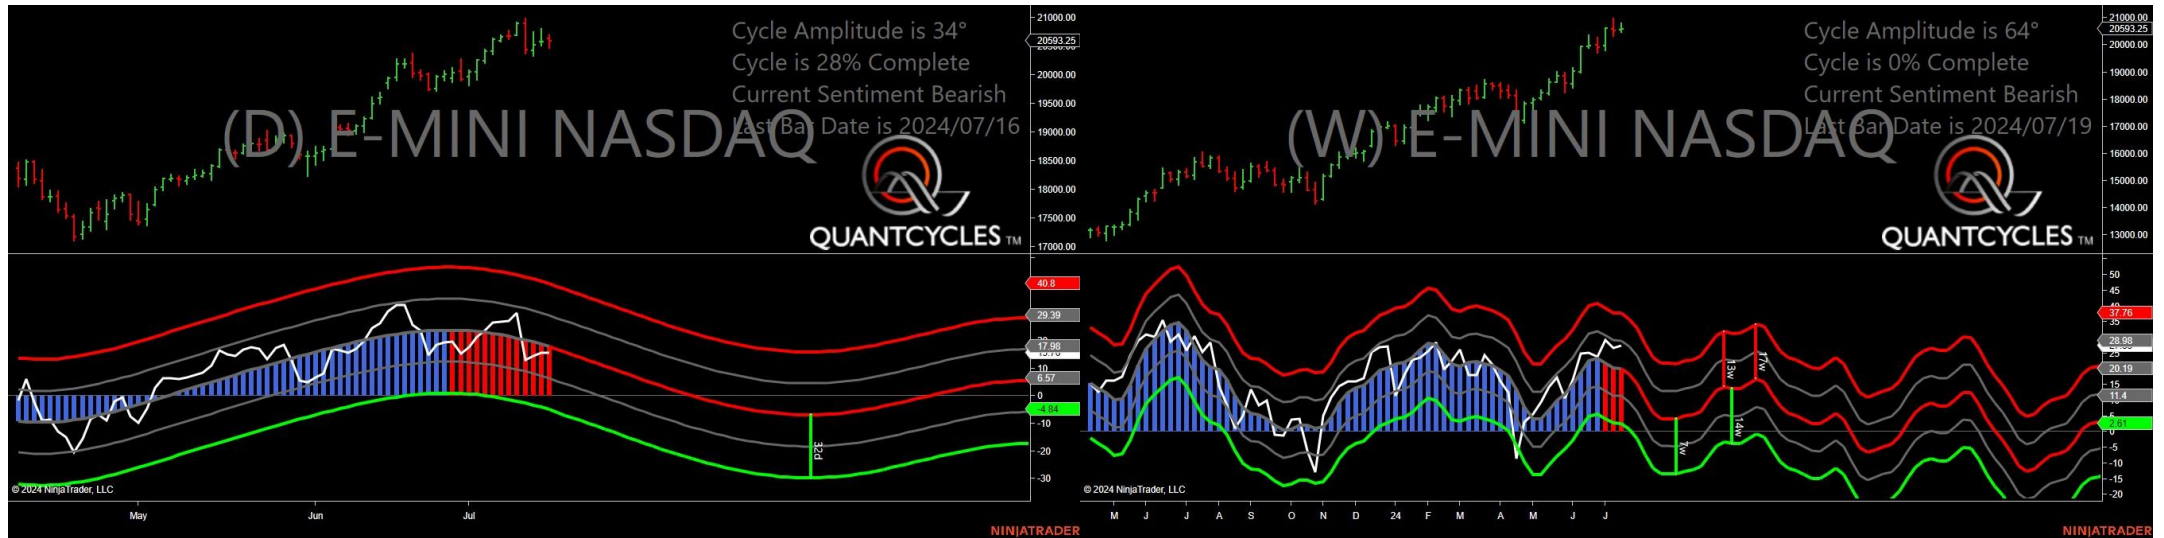 Cycle Amplitude is 34°
Cycle is 28% Complete
Current Sentiment Bearish
Last Bar Date is 2024/07/16
(D) E-MINI NASDAQ
QUANTCYCLES TM
21000.00
20593.25
20000.00
19500.00
19000.00
18500.00
18000.00
17500.00
17000.00
40.8
29.39
17.98
10
6.57
0
-4.84
-10
-20
-30
32d
© 2024 NinjaTrader, LLC
May Jun Jul
NINJATRADER
Cycle Amplitude is 64°
Cycle is 0% Complete
Current Sentiment Bearish
Last Bar Date is 2024/07/19
(W) E-MINI NASDAQ
QUANTCYCLES TM
21000.00
20593.25
20000.00
19000.00
18000.00
17000.00
16000.00
15000.00
14000.00
13000.00
50
45
37.76
35
28.98
25
20.19
15
11.4
2.61
0
-5
-10
-15
-20
7w
13w
14w
17w
© 2024 NinjaTrader, LLC
M J J A S O N D 24 F M A M J J
NINJATRADER